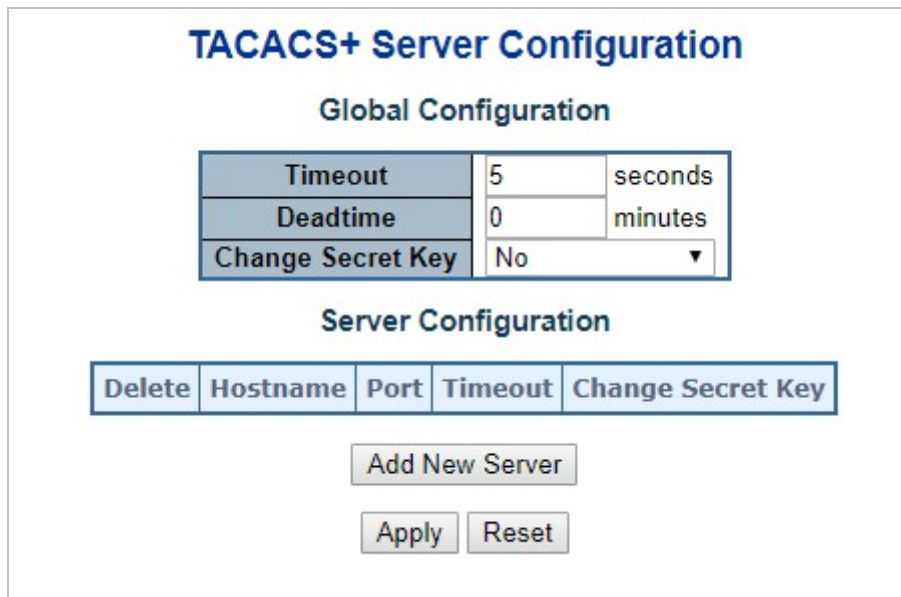 TACACS+ Server Configuration
Global Configuration
Timeout 5 seconds
Deadtime 0 minutes
Change Secret Key No
Server Configuration
Delete Hostname Port Timeout Change Secret Key
Add New Server
Apply Reset